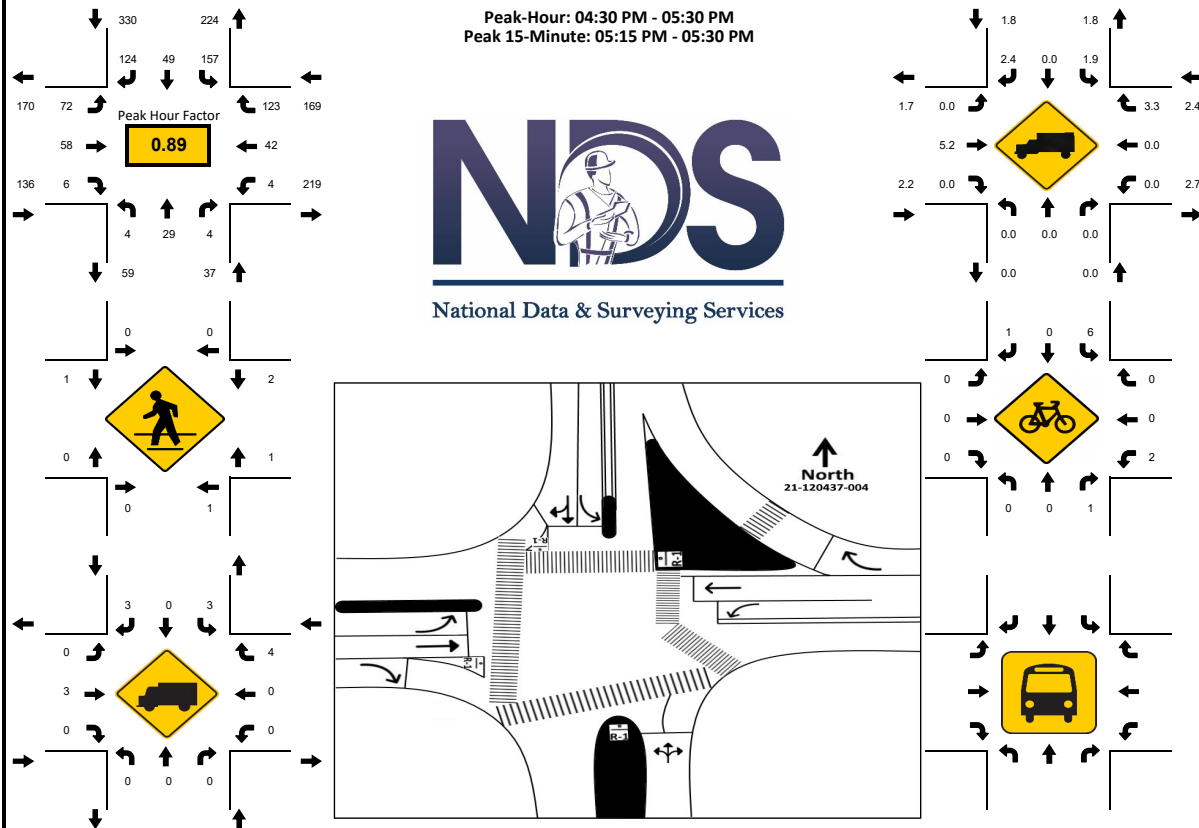 Peak-Hour: 04:30 PM - 05:30 PM
Peak 15-Minute: 05:15 PM - 05:30 PM
330 224
124 49 157
170 72 123 169
Peak Hour Factor
0.89
58 42
136 6 4 219
4 29 4
59 37
1.8 1.8
2.4 0.0 1.9
1.7 0.0 3.3 2.4
5.2 0.0
2.2 0.0 0.0 2.7
0.0 0.0 0.0
0.0 0.0
NDS
National Data & Surveying Services
0 0
1 2
0 1
0 1
1 0 6
0 0
0 0
0 2
0 0 1
North
21-120437-004
R-1
R-1
R-1
R-1
3 0 3
0 4
3 0
0 0
0 0 0